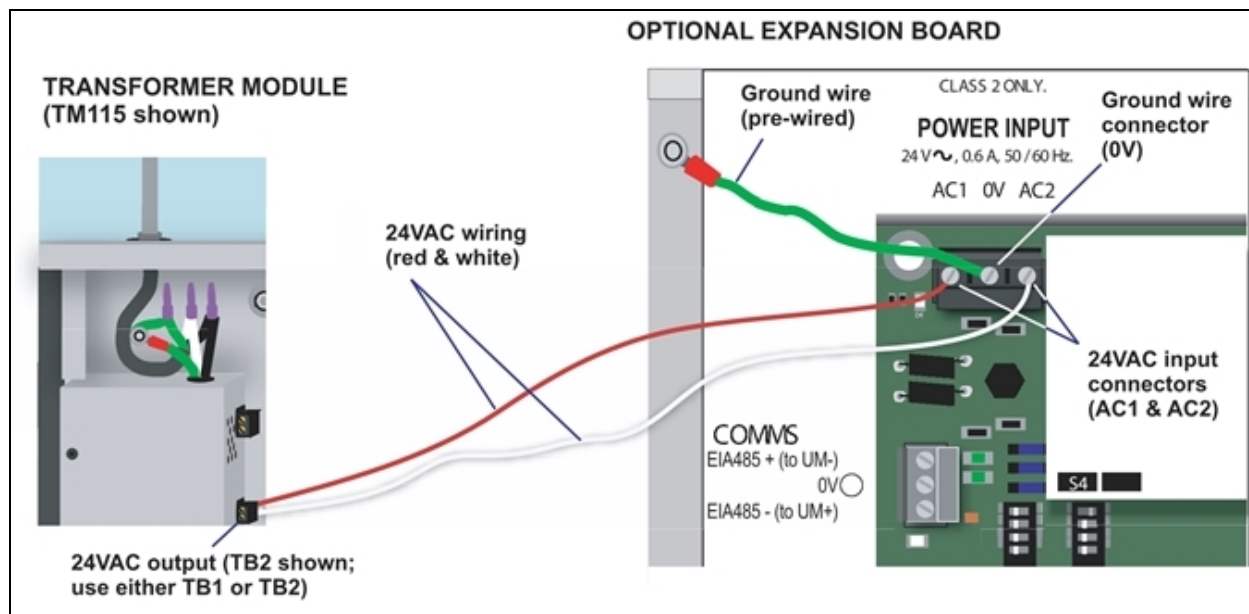 OPTIONAL EXPANSION BOARD
TRANSFORMER MODULE
(TM115 shown)
Ground wire
(pre-wired)
CLASS 2 ONLY.
POWER INPUT
24 V∿, 0.6 A, 50 / 60 Hz.
AC1 0V AC2
Ground wire
connector
(0V)
24VAC wiring
(red & white)
24VAC input
connectors
(AC1 & AC2)
COMMS
EIA485 + (to UM-)
0V
EIA485 - (to UM+)
S4
24VAC output (TB2 shown;
use either TB1 or TB2)